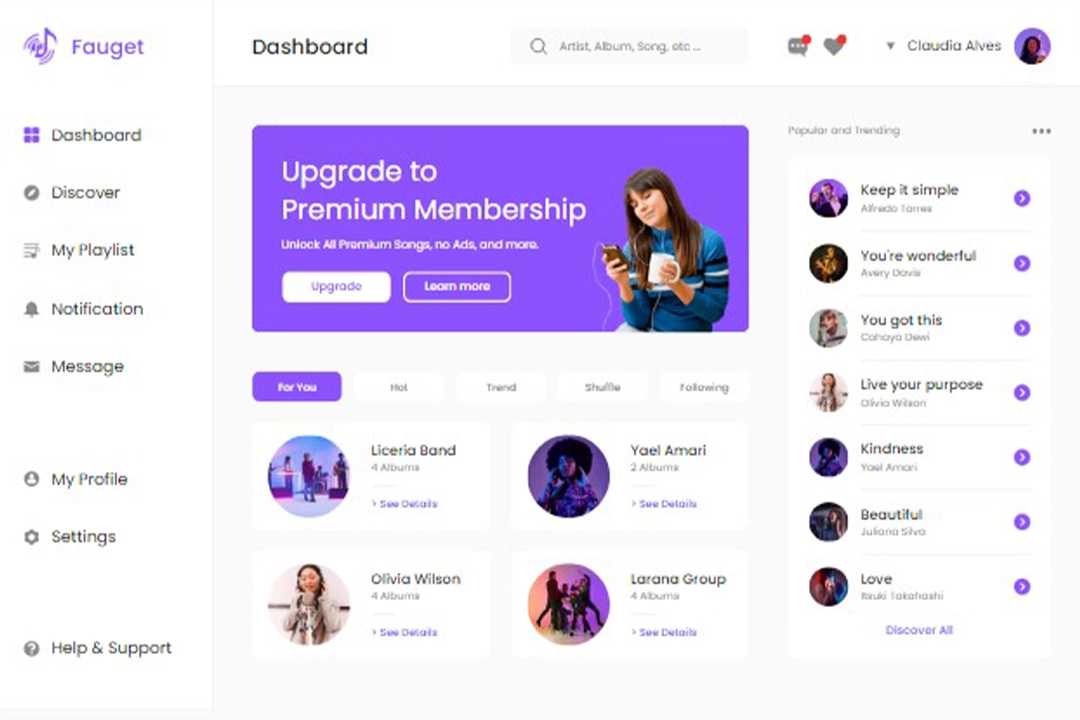 Fauget
Dashboard
Discover
My Playlist
Notification
Message
My Profile
Settings
Help & Support
Dashboard
Artist, Album, Song, etc ...
Claudia Alves
Upgrade to
Premium Membership
Unlock All Premium Songs, no Ads, and more.
Upgrade
Learn more
For You
Hot
Trend
Shuffle
Following
Liceria Band
4 Albums
> See Details
Yael Amari
2 Albums
> See Details
Olivia Wilson
4 Albums
> See Details
Larana Group
4 Albums
> See Details
Popular and Trending
Keep it simple
Alfredo Torres
You're wonderful
Avery Davis
You got this
Cahaya Dewi
Live your purpose
Olivia Wilson
Kindness
Yael Amari
Beautiful
Juliana Silva
Love
Itsuki Takahashi
Discover All